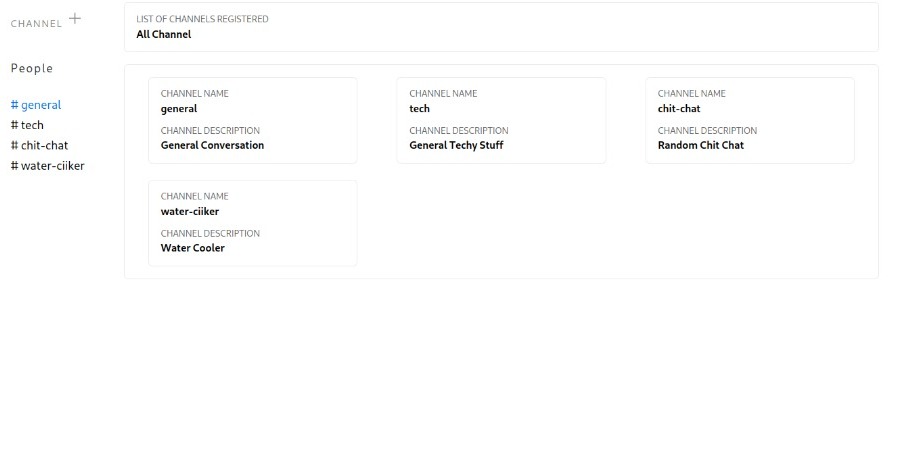 CHANNEL +
People
# general
# tech
# chit-chat
# water-ciiker
LIST OF CHANNELS REGISTERED
All Channel
CHANNEL NAME
general
CHANNEL DESCRIPTION
General Conversation
CHANNEL NAME
tech
CHANNEL DESCRIPTION
General Techy Stuff
CHANNEL NAME
chit-chat
CHANNEL DESCRIPTION
Random Chit Chat
CHANNEL NAME
water-ciiker
CHANNEL DESCRIPTION
Water Cooler